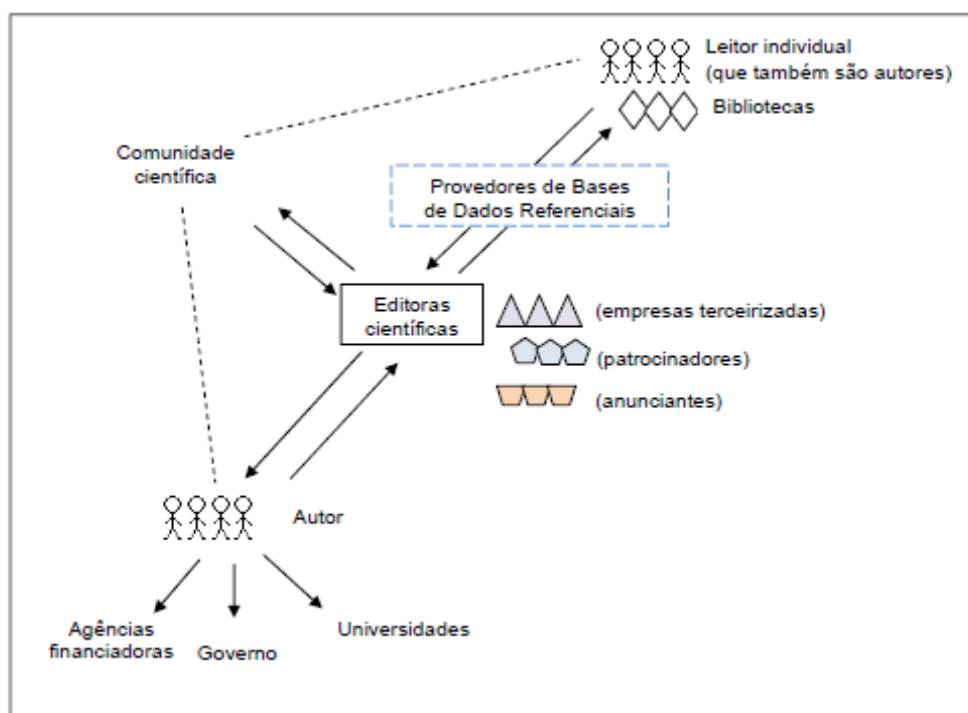 Leitor individual
(que também são autores)
Bibliotecas
Comunidade
científica
Provedores de Bases
de Dados Referenciais
Editoras
científicas
(empresas terceirizadas)
(patrocinadores)
(anunciantes)
Autor
Agências
financiadoras
Governo
Universidades